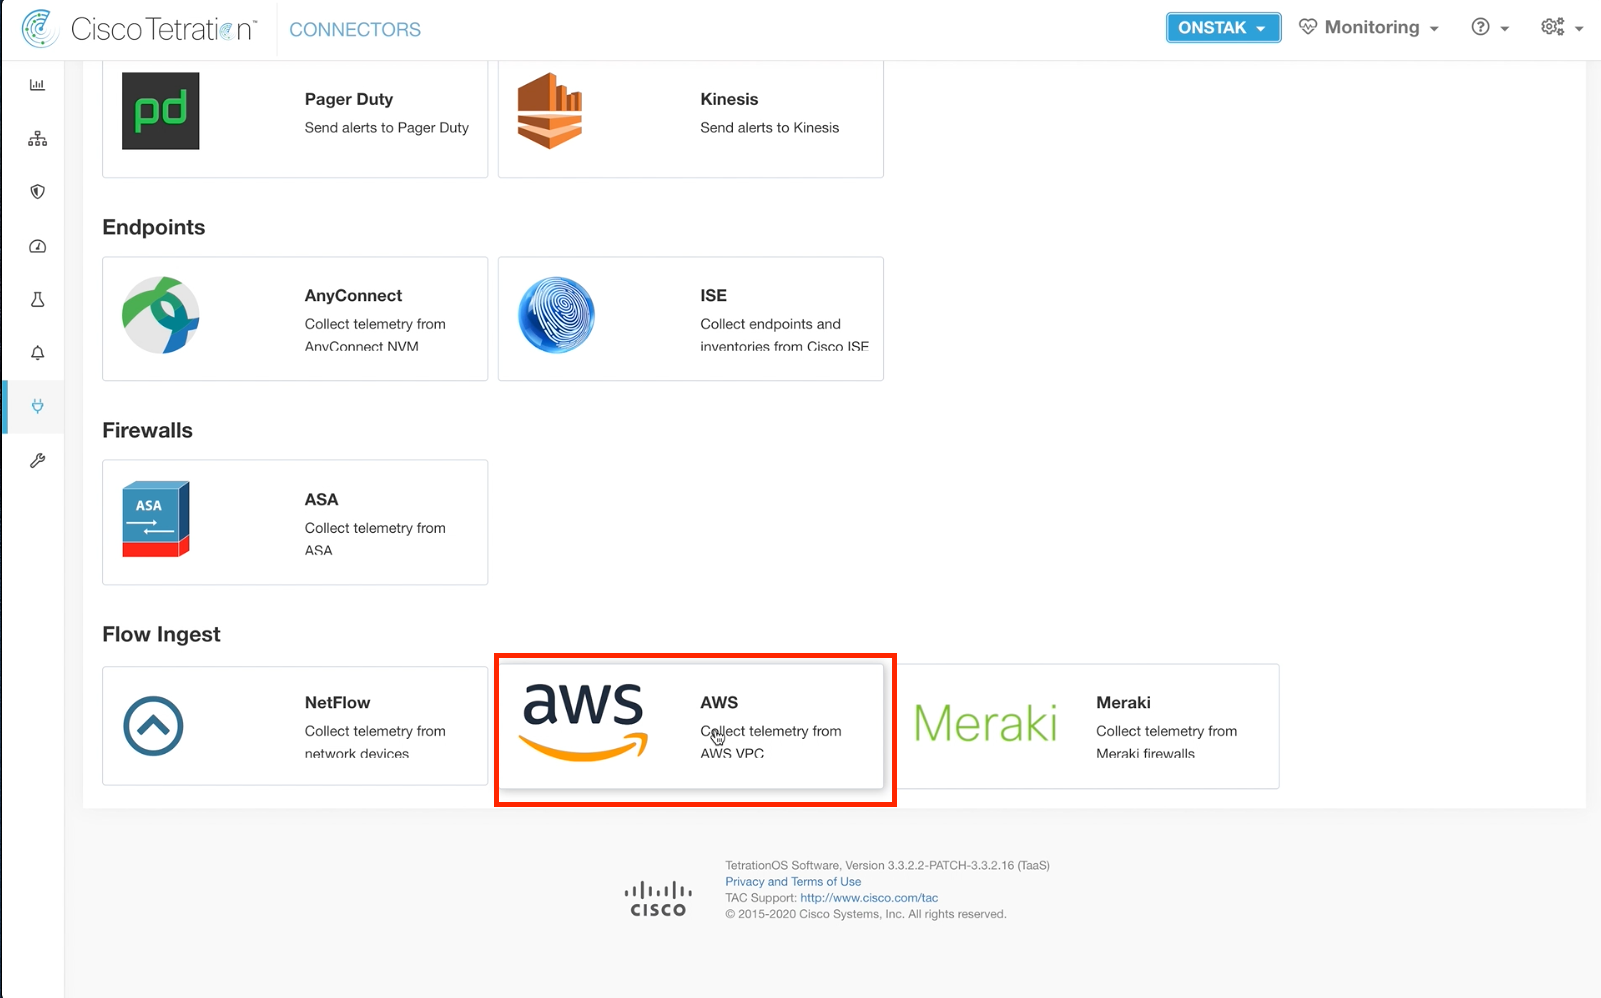 Cisco Tetration™
CONNECTORS
ONSTAK
Monitoring
pd
Pager Duty
Send alerts to Pager Duty
Kinesis
Send alerts to Kinesis
Endpoints
AnyConnect
Collect telemetry from
AnyConnect NVM
ISE
Collect endpoints and
inventories from Cisco ISE
Firewalls
ASA
ASA
Collect telemetry from
ASA
Flow Ingest
NetFlow
Collect telemetry from
network devices
aws
AWS
Collect telemetry from
AWS VPC
Meraki
Meraki
Collect telemetry from
Meraki firewalls
CISCO
TetrationOS Software, Version 3.3.2.2-PATCH-3.3.2.16 (TaaS)
Privacy and Terms of Use
TAC Support: http://www.cisco.com/tac
© 2015-2020 Cisco Systems, Inc. All rights reserved.